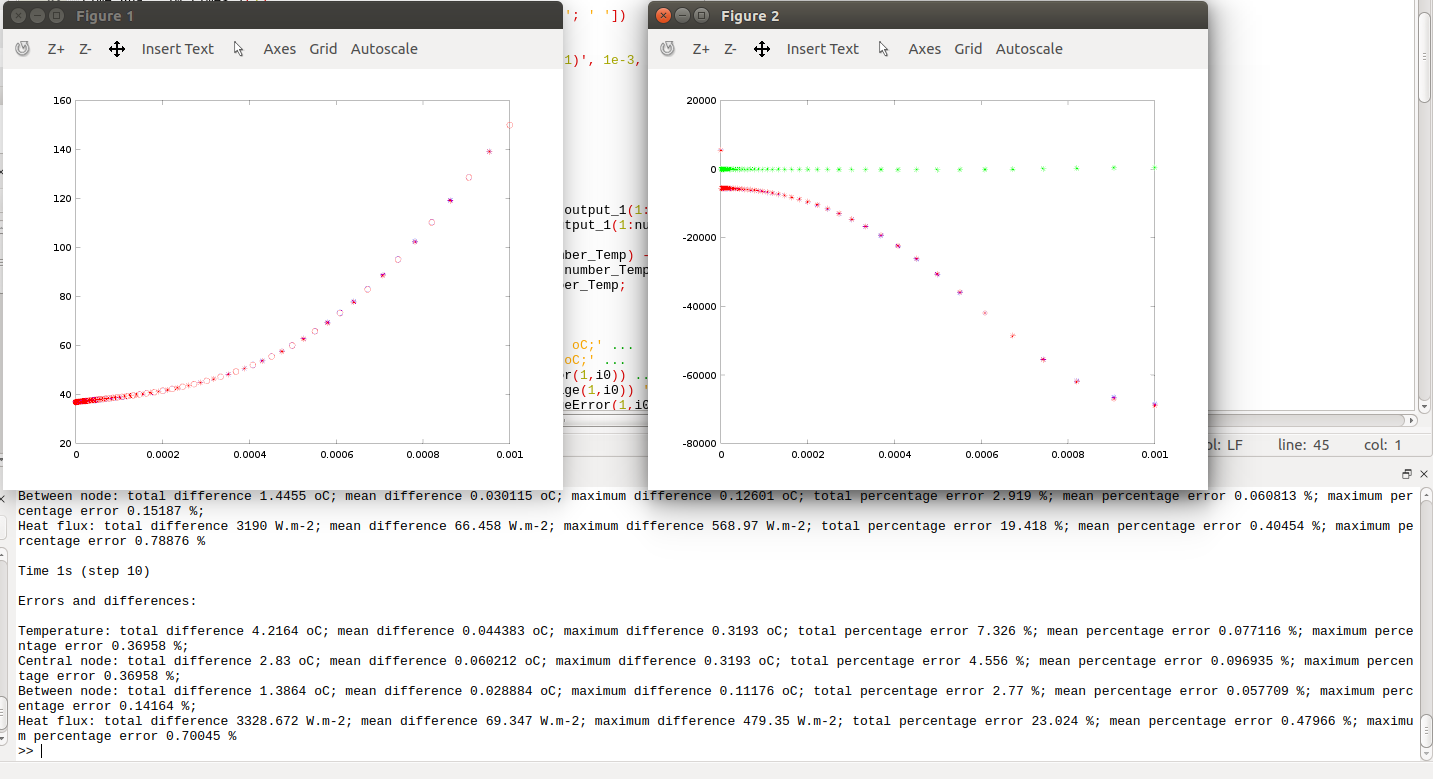 Figure 1
Z+ Z- Insert Text Axes Grid Autoscale
160
140
120
100
80
60
40
20
0 0.0002 0.0004 0.0006 0.0008 0.001
'; ' '])
1)', 1e-3,
output_1(1:
tput_1(1:nu
ber_Temp) -
number_Temp
er_Temp;
oC;' ...
oC;' ...
r(1,i0)) ..
ge(1,i0)) '
eError(1,i0
Figure 2
Z+ Z- Insert Text Axes Grid Autoscale
20000
0
-20000
-40000
-60000
-80000
0 0.0002 0.0004 0.0006 0.0008 0.001
ol: LF line: 45 col: 1
Between node: total difference 1.4455 oC; mean difference 0.030115 oC; maximum difference 0.12601 oC; total percentage error 2.919 %; mean percentage error 0.060813 %; maximum per
centage error 0.15187 %;
Heat flux: total difference 3190 W.m-2; mean difference 66.458 W.m-2; maximum difference 568.97 W.m-2; total percentage error 19.418 %; mean percentage error 0.40454 %; maximum pe
rcentage error 0.78876 %
Time 1s (step 10)
Errors and differences:
Temperature: total difference 4.2164 oC; mean difference 0.044383 oC; maximum difference 0.3193 oC; total percentage error 7.326 %; mean percentage error 0.077116 %; maximum perce
ntage error 0.36958 %;
Central node: total difference 2.83 oC; mean difference 0.060212 oC; maximum difference 0.3193 oC; total percentage error 4.556 %; mean percentage error 0.096935 %; maximum percen
tage error 0.36958 %;
Between node: total difference 1.3864 oC; mean difference 0.028884 oC; maximum difference 0.11176 oC; total percentage error 2.77 %; mean percentage error 0.057709 %; maximum perc
entage error 0.14164 %;
Heat flux: total difference 3328.672 W.m-2; mean difference 69.347 W.m-2; maximum difference 479.35 W.m-2; total percentage error 23.024 %; mean percentage error 0.47966 %; maximu
m percentage error 0.70045 %
>>